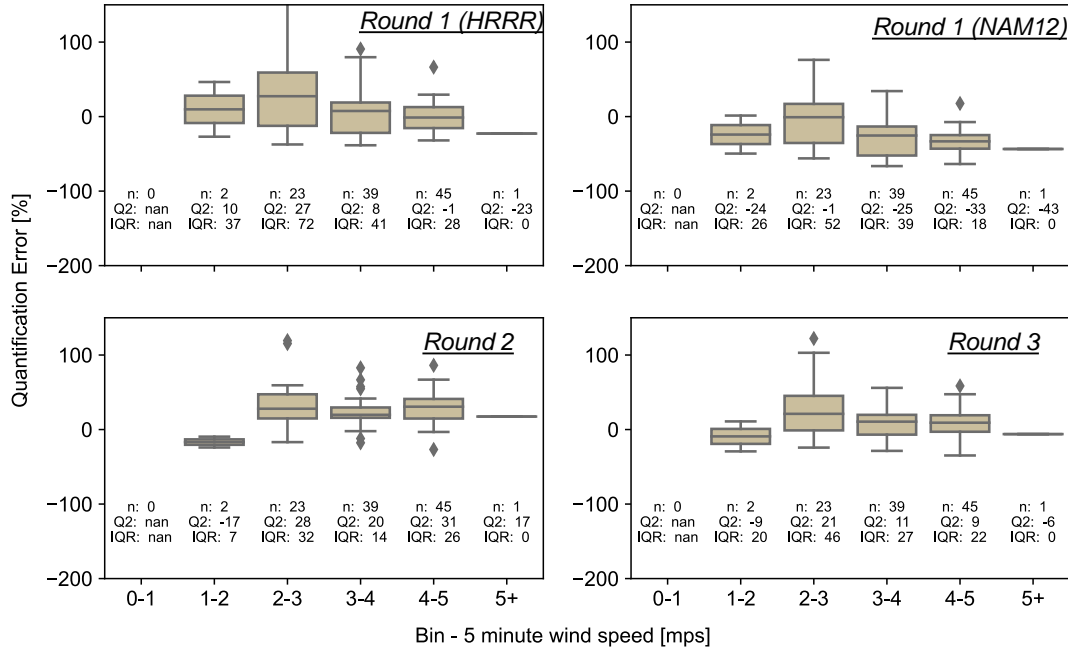 Quantification Error [%]
Round 1 (HRRR)
100
0
−100
−200
n: 0 n: 2 n: 23 n: 39 n: 45 n: 1
Q2: nan Q2: 10 Q2: 27 Q2: 8 Q2: -1 Q2: -23
IQR: nan IQR: 37 IQR: 72 IQR: 41 IQR: 28 IQR: 0
Round 1 (NAM12)
100
0
−100
−200
n: 0 n: 2 n: 23 n: 39 n: 45 n: 1
Q2: nan Q2: -24 Q2: -1 Q2: -25 Q2: -33 Q2: -43
IQR: nan IQR: 26 IQR: 52 IQR: 39 IQR: 18 IQR: 0
Round 2
100
0
−100
−200
n: 0 n: 2 n: 23 n: 39 n: 45 n: 1
Q2: nan Q2: -17 Q2: 28 Q2: 20 Q2: 31 Q2: 17
IQR: nan IQR: 7 IQR: 32 IQR: 14 IQR: 26 IQR: 0
0-1 1-2 2-3 3-4 4-5 5+
Round 3
100
0
−100
−200
n: 0 n: 2 n: 23 n: 39 n: 45 n: 1
Q2: nan Q2: -9 Q2: 21 Q2: 11 Q2: 9 Q2: -6
IQR: nan IQR: 20 IQR: 46 IQR: 27 IQR: 22 IQR: 0
0-1 1-2 2-3 3-4 4-5 5+
Bin - 5 minute wind speed [mps]